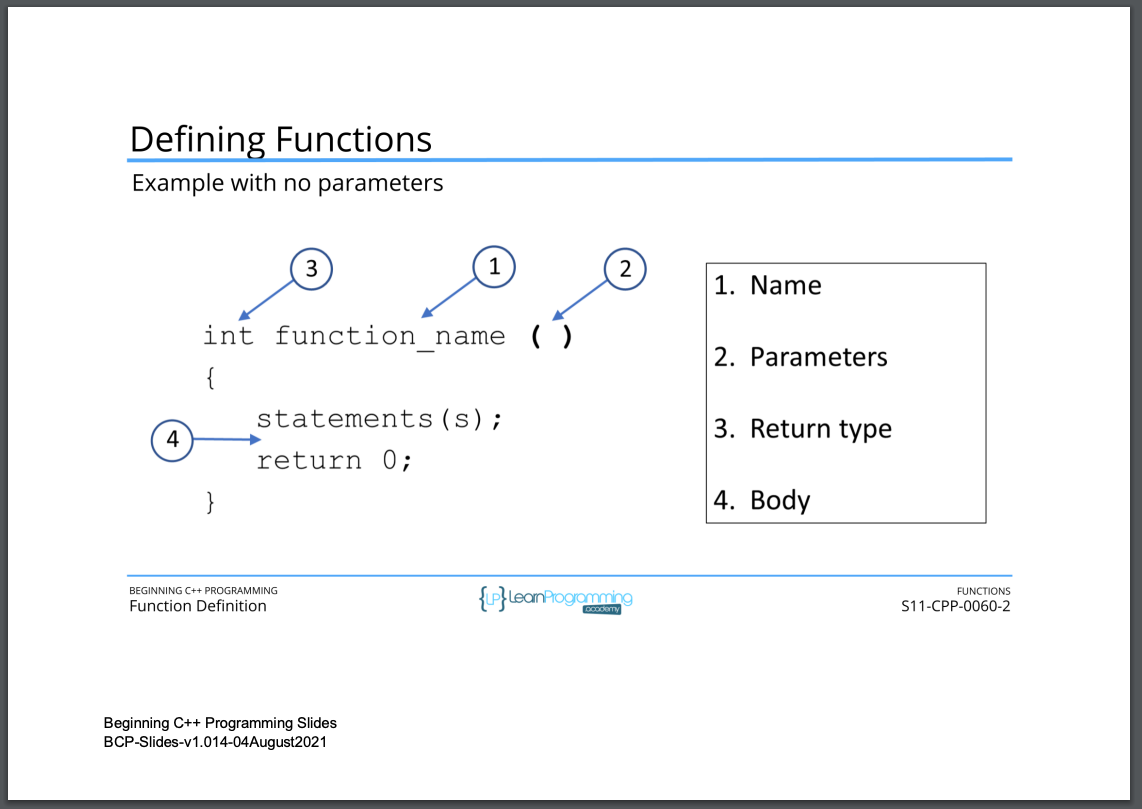 Defining Functions
Example with no parameters
3
1
2
int function_name ( )
{
statements(s);
4
return 0;
}
1. Name
2. Parameters
3. Return type
4. Body
BEGINNING C++ PROGRAMMING
Function Definition
{LP} LearnProgramming
academy
FUNCTIONS
S11-CPP-0060-2
Beginning C++ Programming Slides
BCP-Slides-v1.014-04August2021